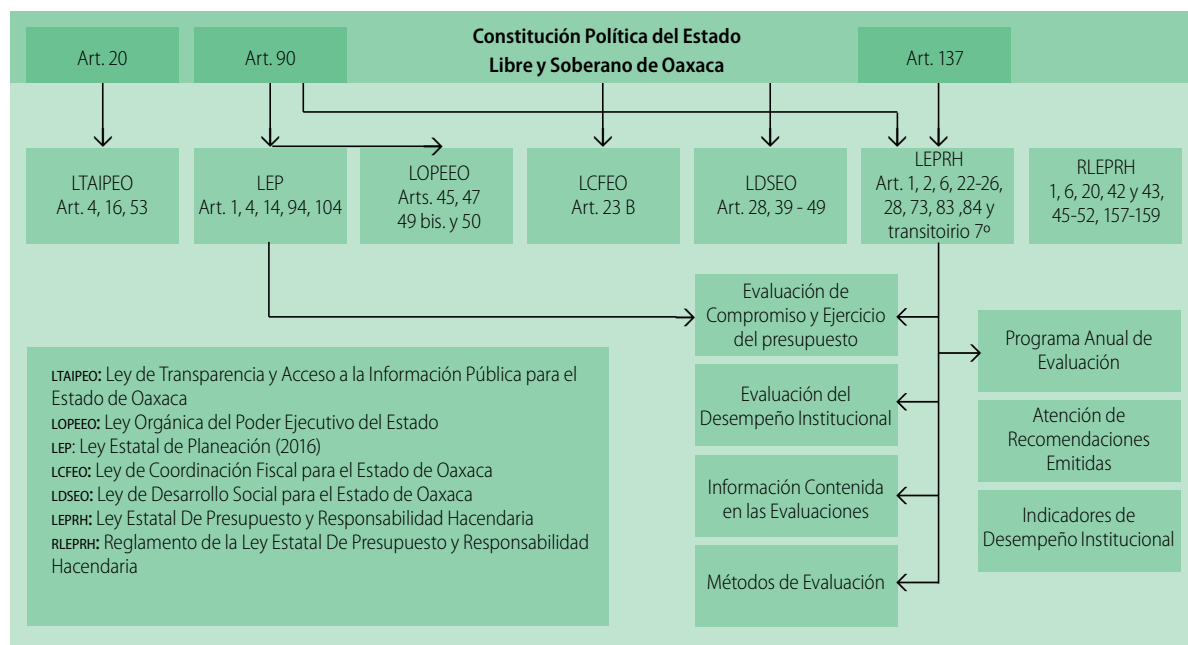 Constitución Política del Estado
Libre y Soberano de Oaxaca
Art. 20
Art. 90
Art. 137
LTAIPEO
Art. 4, 16, 53
LEP
Art. 1, 4, 14, 94, 104
LOPEEO
Arts. 45, 47
49 bis. y 50
LCFEO
Art. 23 B
LDSEO
Art. 28, 39 - 49
LEPRH
Art. 1, 2, 6, 22-26,
28, 73, 83 ,84 y
transitoirio 7º
RLEPRH
1, 6, 20, 42 y 43,
45-52, 157-159
Evaluación de
Compromiso y Ejercicio
del presupuesto
Evaluación del
Desempeño Institucional
Información Contenida
en las Evaluaciones
Métodos de Evaluación
Programa Anual de
Evaluación
Atención de
Recomendaciones
Emitidas
Indicadores de
Desempeño Institucional
LTAIPEO: Ley de Transparencia y Acceso a la Información Pública para el
Estado de Oaxaca
LOPEEO: Ley Orgánica del Poder Ejecutivo del Estado
LEP: Ley Estatal de Planeación (2016)
LCFEO: Ley de Coordinación Fiscal para el Estado de Oaxaca
LDSEO: Ley de Desarrollo Social para el Estado de Oaxaca
LEPRH: Ley Estatal De Presupuesto y Responsabilidad Hacendaria
RLEPRH: Reglamento de la Ley Estatal De Presupuesto y Responsabilidad
Hacendaria